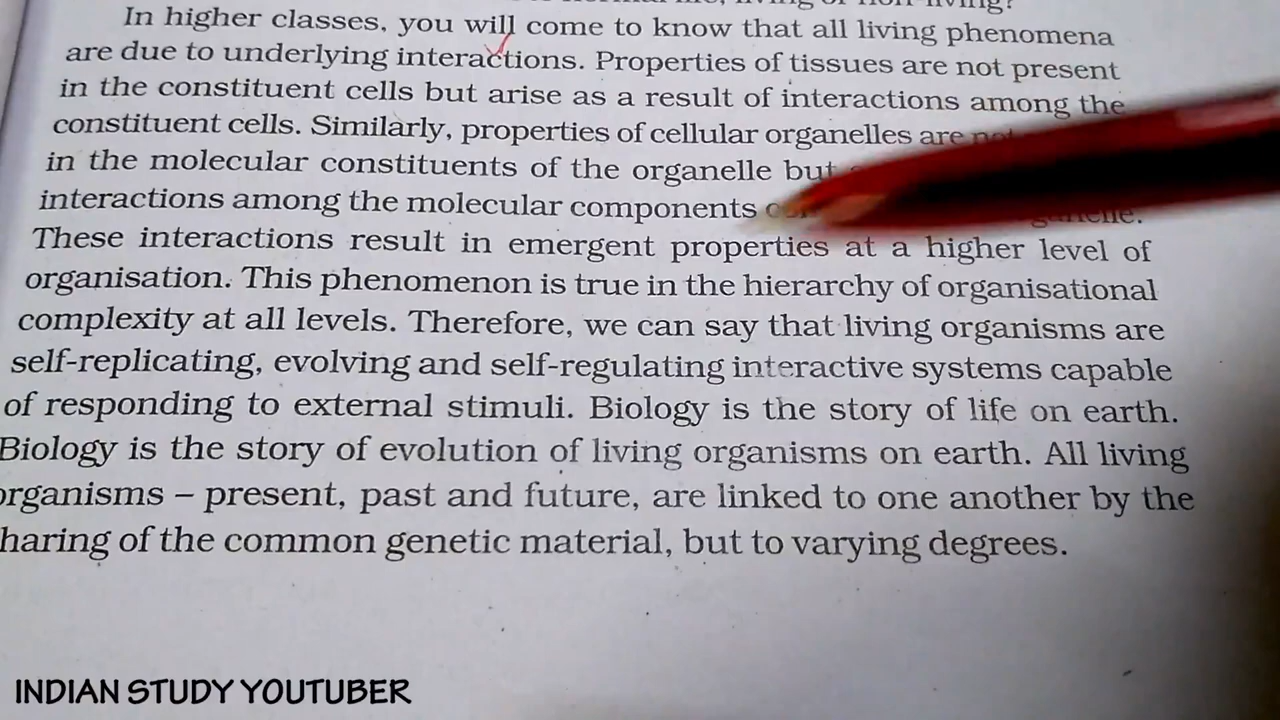 living or non-living?
In higher classes, you will come to know that all living phenomena
are due to underlying interactions. Properties of tissues are not present
in the constituent cells but arise as a result of interactions among the
constituent cells. Similarly, properties of cellular organelles are not
in the molecular constituents of the organelle but
interactions among the molecular components organelle.
These interactions result in emergent properties at a higher level of
organisation. This phenomenon is true in the hierarchy of organisational
complexity at all levels. Therefore, we can say that living organisms are
self-replicating, evolving and self-regulating interactive systems capable
of responding to external stimuli. Biology is the story of life on earth.
Biology is the story of evolution of living organisms on earth. All living
organisms – present, past and future, are linked to one another by the
haring of the common genetic material, but to varying degrees.
INDIAN STUDY YOUTUBER